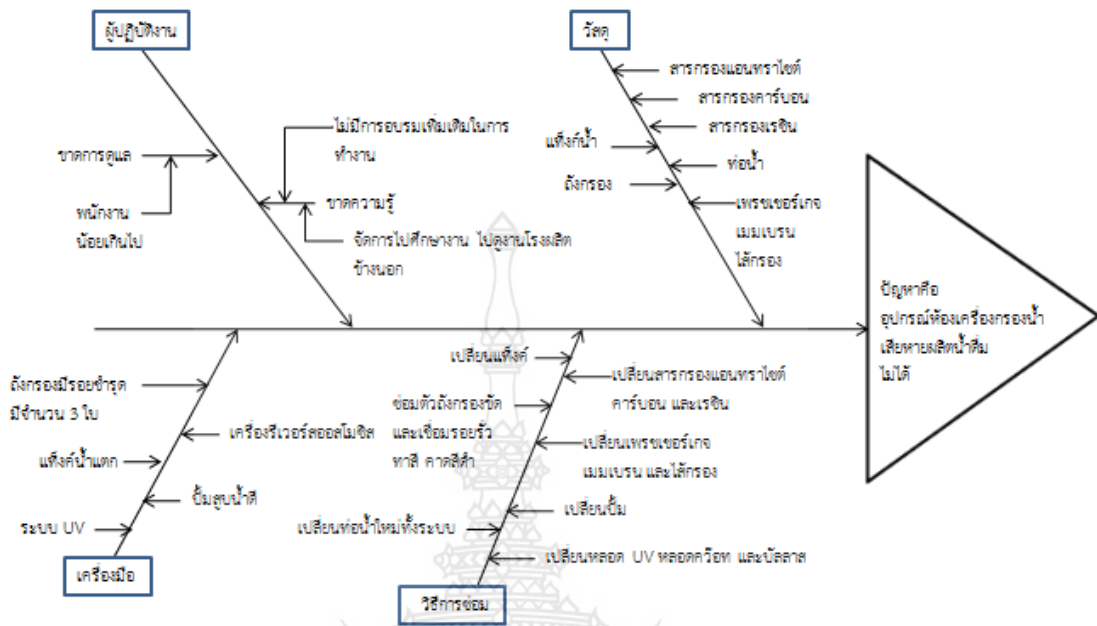 ผู้ปฏิบัติงาน
วัสดุ
สารกรองแอนทราไซต์
สารกรองคาร์บอน
สารกรองเรซิน
แท็งก์น้ำ
ท่อน้ำ
ถังกรอง
เพรชเชอร์เกจ
เมมเบรน
ไส้กรอง
ไม่มีการอบรมเพิ่มเติมในการ
ทำงาน
ขาดการดูแล
พนักงาน
น้อยเกินไป
ขาดความรู้
จัดการไปศึกษางาน ไปดูงานโรงผลิต
ข้างนอก
ปัญหาคือ
อุปกรณ์ห้องเครื่องกรองน้ำ
เสียหายผลิตน้ำดื่ม
ไม่ได้
ถังกรองมีรอยชำรุด
มีจำนวน 3 ใบ
เครื่องรีเวอร์สออสโมซิส
แท็งค์น้ำแตก
ปั้มสูบน้ำดี
ระบบ UV
เครื่องมือ
เปลี่ยนแท็งค์
เปลี่ยนสารกรองแอนทราไซต์
คาร์บอน และเรซิน
ซ่อมตัวถังกรองขัด
และเชื่อมรอยรั่ว
ทาสี คาดสีดำ
เปลี่ยนเพรชเชอร์เกจ
เมมเบรน และไส้กรอง
เปลี่ยนปั้ม
เปลี่ยนท่อน้ำใหม่ทั้งระบบ
เปลี่ยนหลอด UV หลอดคว๊อท และบัลลาส
วิธีการซ่อม